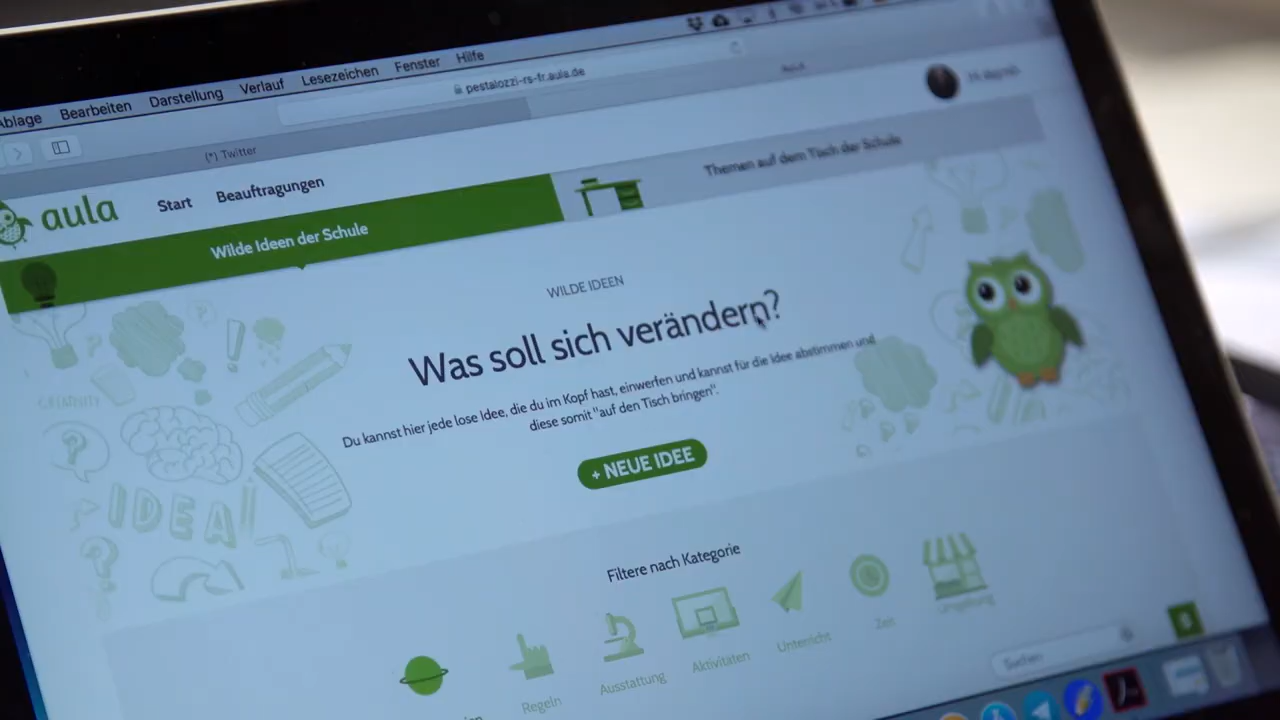 Ablage Bearbeiten Darstellung Verlauf Lesezeichen Fenster Hilfe
pestalozzi-rs-fr.aula.de
(*) Twitter
aula Start Beauftragungen
Wilde Ideen der Schule
Themen auf dem Tisch der Schule
WILDE IDEEN
Was soll sich verändern?
Du kannst hier jede lose Idee, die du im Kopf hast, einwerfen und kannst für die Idee abstimmen und
diese somit "auf den Tisch bringen".
+ NEUE IDEE
CREATIVITY
IDEA!
Filtere nach Kategorie
Regeln
Ausstattung
Aktivitäten
Unterricht
Zeit
Umgebung
Suchen